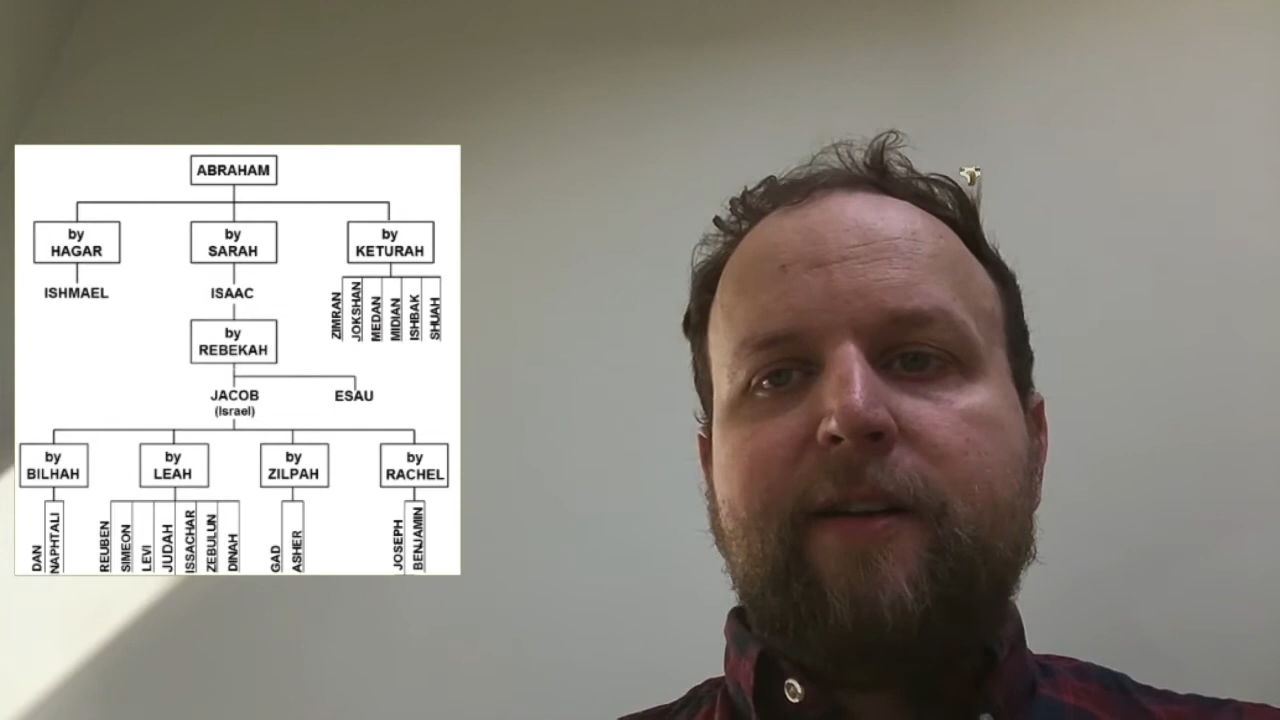 ABRAHAM
by
HAGAR
by
SARAH
by
KETURAH
ISHMAEL
ISAAC
ZIMRAN
JOKSHAN
MEDAN
MIDIAN
ISHBAK
SHUAH
by
REBEKAH
JACOB
(Israel)
ESAU
by
BILHAH
by
LEAH
by
ZILPAH
by
RACHEL
DAN
NAPHTALI
REUBEN
SIMEON
LEVI
JUDAH
ISSACHAR
ZEBULUN
DINAH
GAD
ASHER
JOSEPH
BENJAMIN